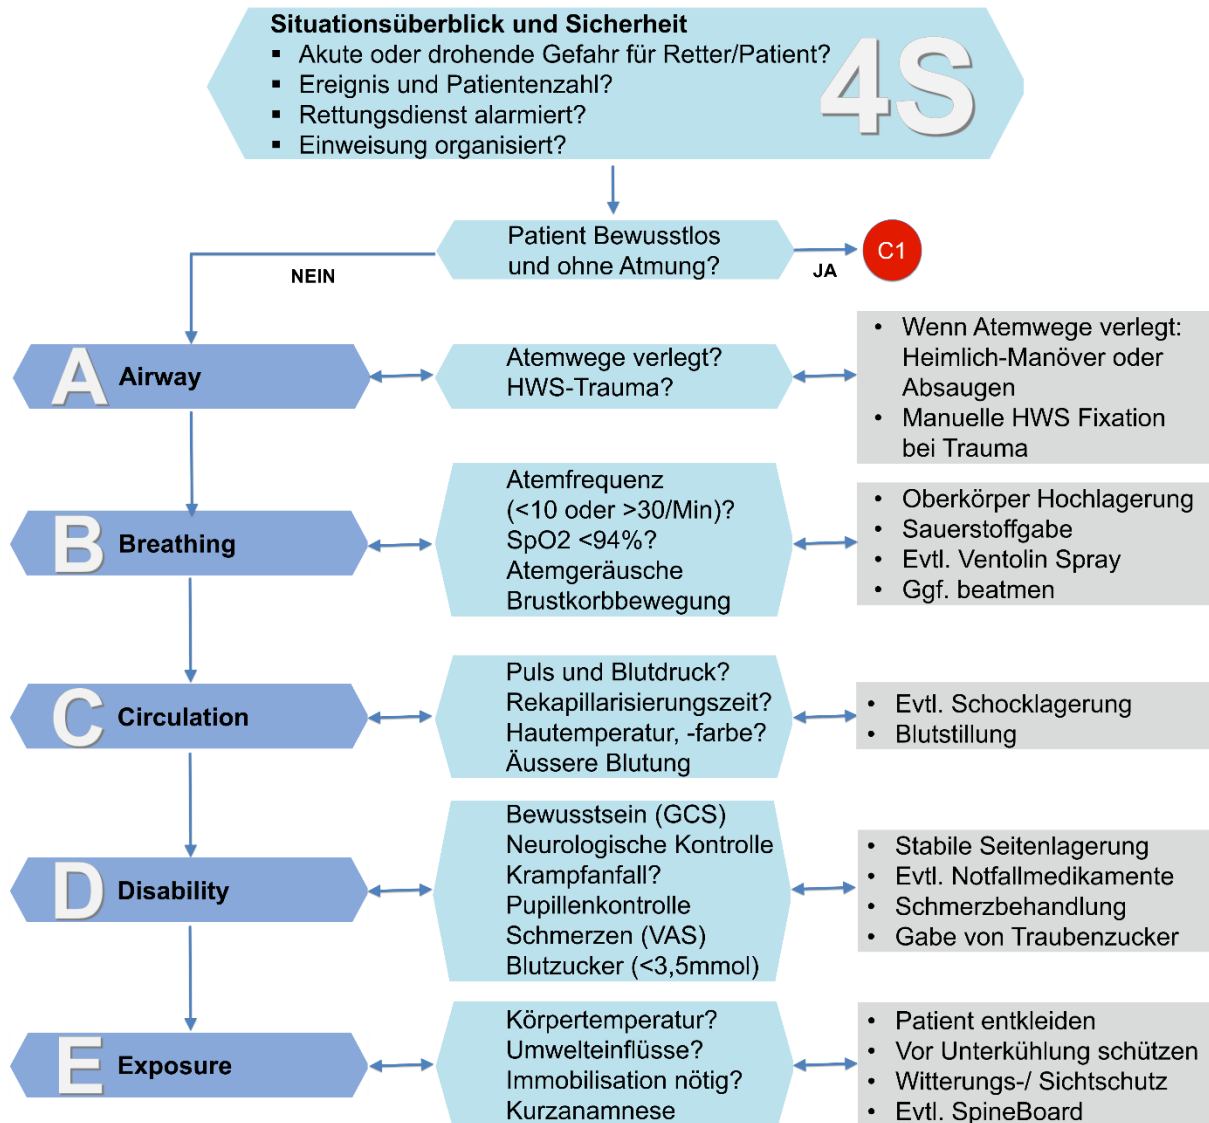 Situationsüberblick und Sicherheit
▪ Akute oder drohende Gefahr für Retter/Patient?
▪ Ereignis und Patientenzahl?
▪ Rettungsdienst alarmiert?
▪ Einweisung organisiert?
4S
Patient Bewusstlos
und ohne Atmung?
NEIN
JA
C1
A Airway
Atemwege verlegt?
HWS-Trauma?
• Wenn Atemwege verlegt:
Heimlich-Manöver oder
Absaugen
• Manuelle HWS Fixation
bei Trauma
B Breathing
Atemfrequenz
(<10 oder >30/Min)?
SpO2 <94%?
Atemgeräusche
Brustkorbbewegung
• Oberkörper Hochlagerung
• Sauerstoffgabe
• Evtl. Ventolin Spray
• Ggf. beatmen
C Circulation
Puls und Blutdruck?
Rekapillarisierungszeit?
Hautemperatur, -farbe?
Äussere Blutung
• Evtl. Schocklagerung
• Blutstillung
D Disability
Bewusstsein (GCS)
Neurologische Kontrolle
Krampfanfall?
Pupillenkontrolle
Schmerzen (VAS)
Blutzucker (<3,5mmol)
• Stabile Seitenlagerung
• Evtl. Notfallmedikamente
• Schmerzbehandlung
• Gabe von Traubenzucker
E Exposure
Körpertemperatur?
Umwelteinflüsse?
Immobilisation nötig?
Kurzanamnese
• Patient entkleiden
• Vor Unterkühlung schützen
• Witterungs-/ Sichtschutz
• Evtl. SpineBoard